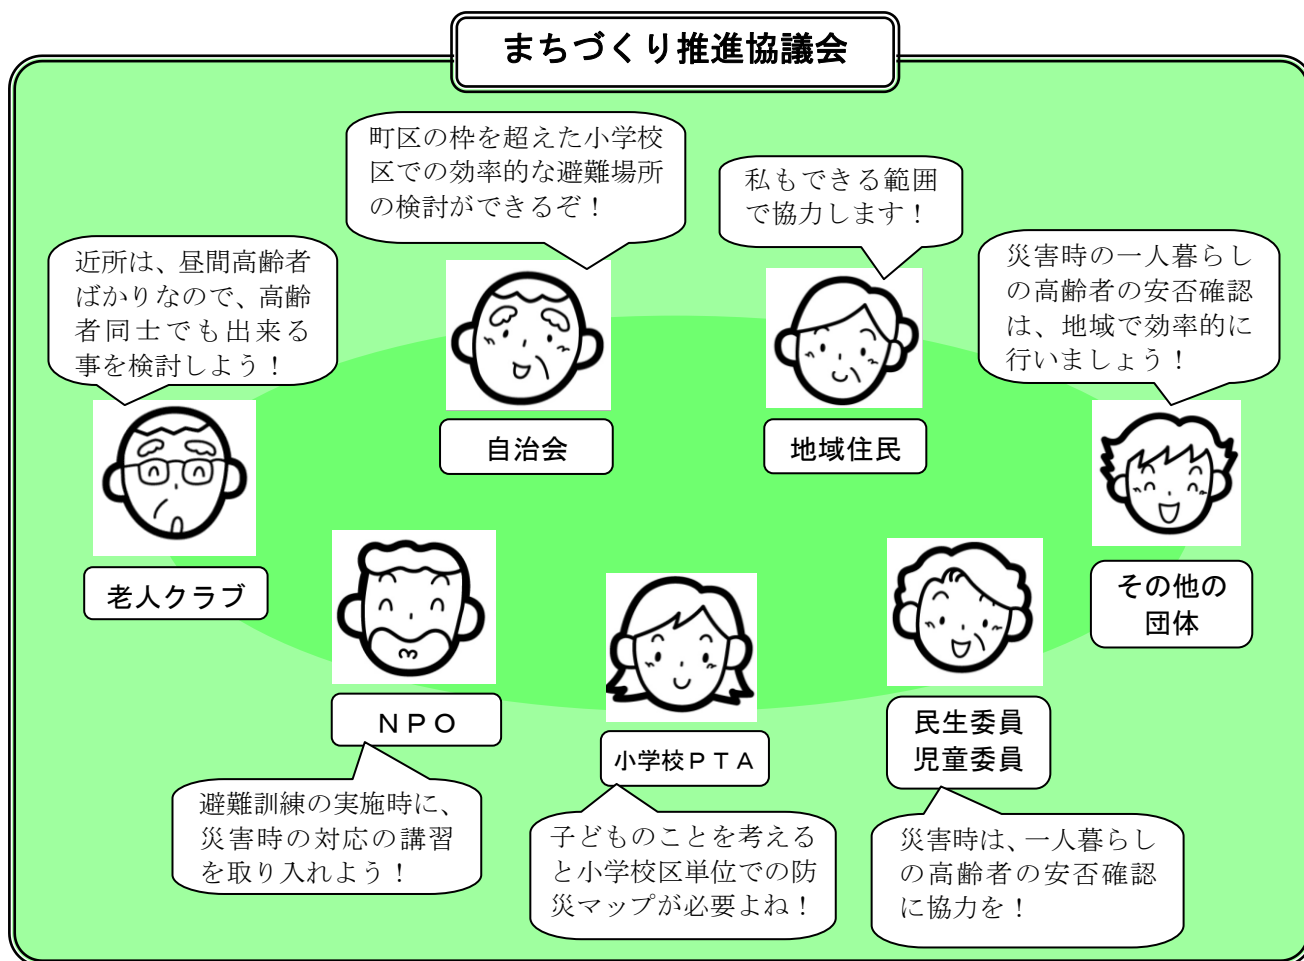 まちづくり推進協議会
町区の枠を超えた小学校
区での効率的な避難場所
の検討ができるぞ！
私もできる範囲
で協力します！
近所は、昼間高齢者
ばかりなので、高齢
者同士でも出来る
事を検討しよう！
災害時の一人暮らし
の高齢者の安否確認
は、地域で効率的に
行いましょう！
自治会
地域住民
老人クラブ
その他の
団体
ＮＰＯ
小学校ＰＴＡ
民生委員
児童委員
避難訓練の実施時に、
災害時の対応の講習
を取り入れよう！
子どものことを考える
と小学校区単位での防
災マップが必要よね！
災害時は、一人暮らし
の高齢者の安否確認
に協力を！